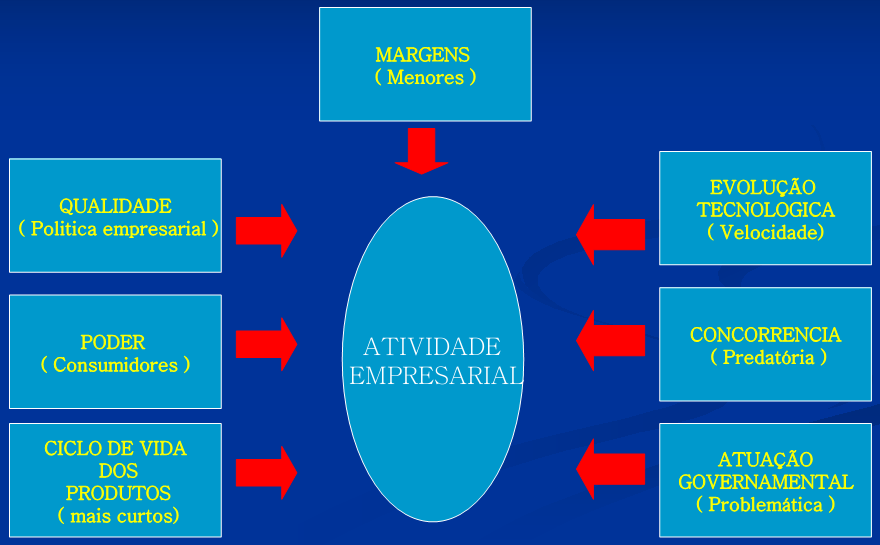 MARGENS
( Menores )
QUALIDADE
( Politica empresarial )
EVOLUÇÃO
TECNOLOGICA
( Velocidade)
PODER
( Consumidores )
ATIVIDADE
EMPRESARIAL
CONCORRENCIA
( Predatória )
CICLO DE VIDA
DOS
PRODUTOS
( mais curtos)
ATUAÇÃO
GOVERNAMENTAL
( Problemática )